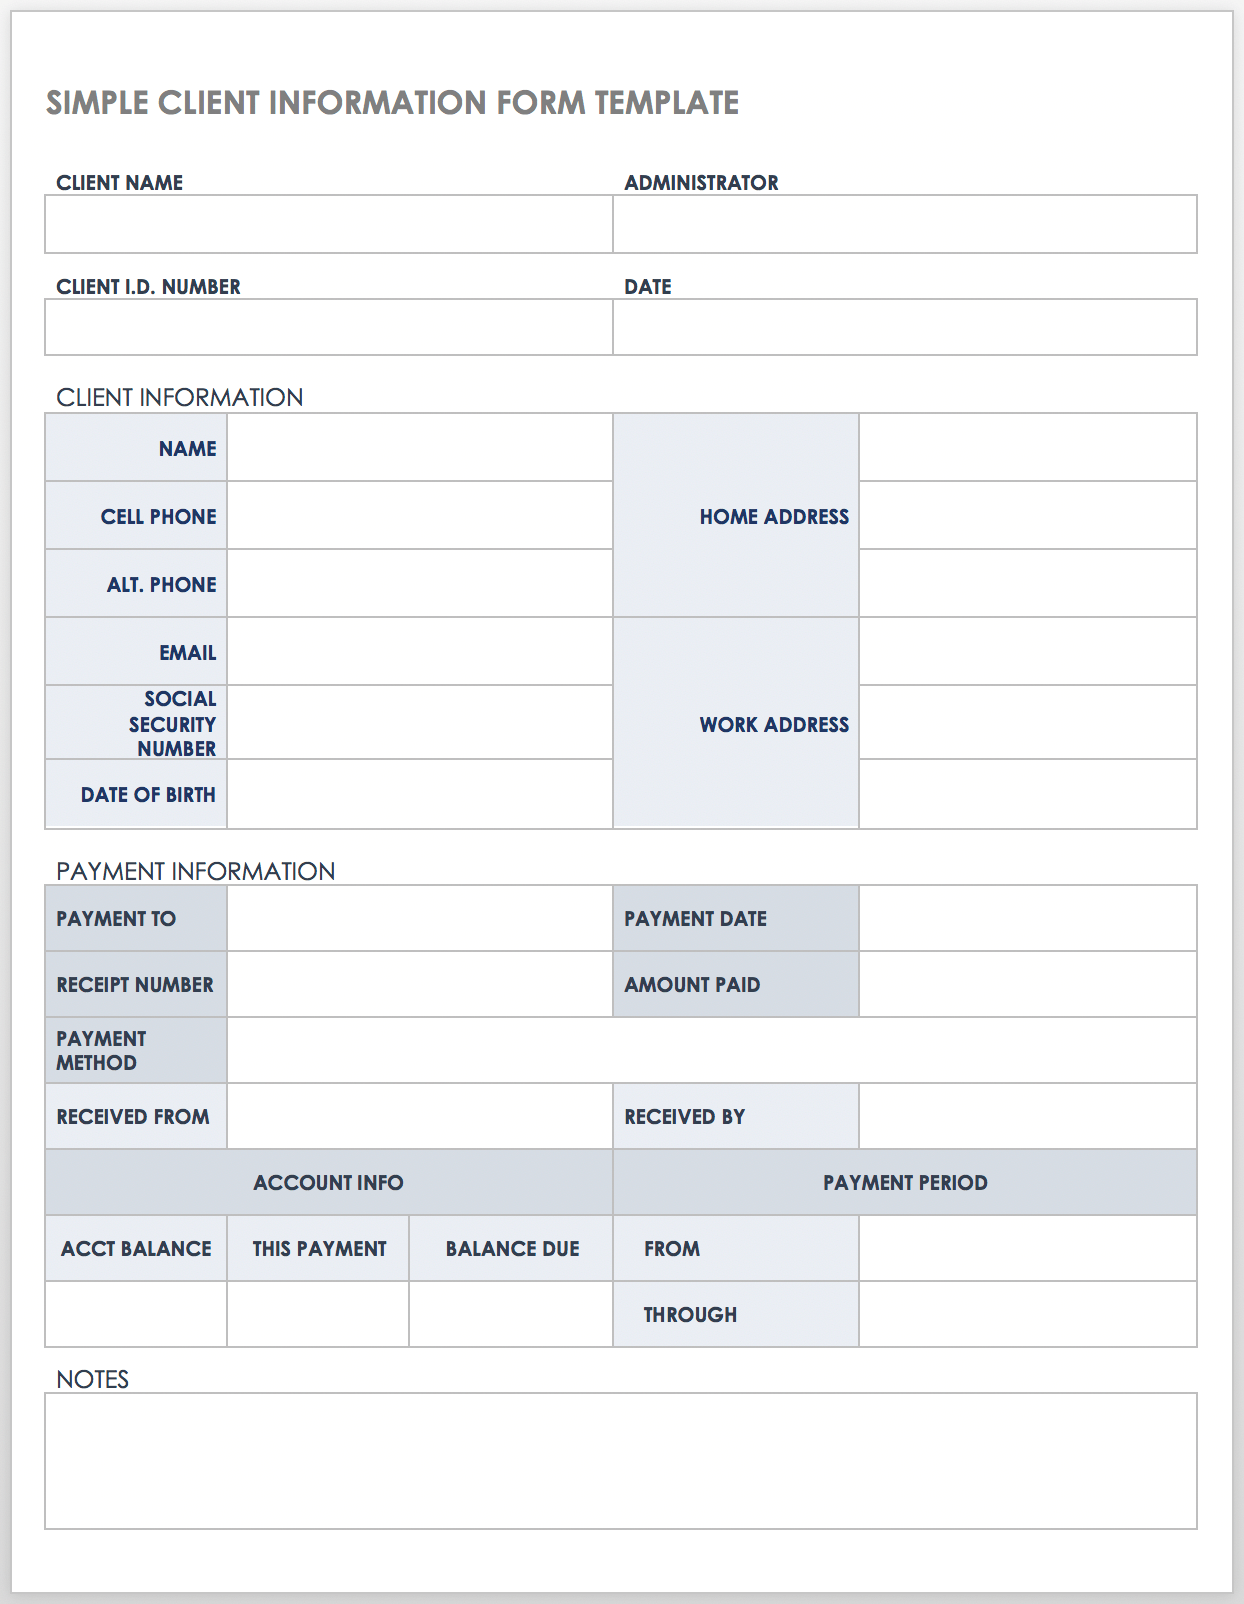 SIMPLE CLIENT INFORMATION FORM TEMPLATE
CLIENT NAME
ADMINISTRATOR
CLIENT I.D. NUMBER
DATE
CLIENT INFORMATION
NAME
CELL PHONE
HOME ADDRESS
ALT. PHONE
EMAIL
SOCIAL
SECURITY
NUMBER
WORK ADDRESS
DATE OF BIRTH
PAYMENT INFORMATION
PAYMENT TO
PAYMENT DATE
RECEIPT NUMBER
AMOUNT PAID
PAYMENT
METHOD
RECEIVED FROM
RECEIVED BY
ACCOUNT INFO
PAYMENT PERIOD
ACCT BALANCE
THIS PAYMENT
BALANCE DUE
FROM
THROUGH
NOTES